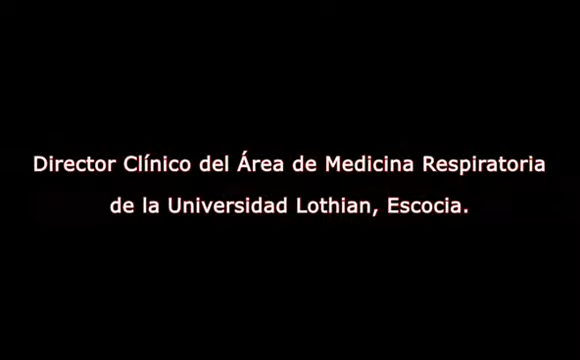 Director Clínico del Área de Medicina Respiratoria
de la Universidad Lothian, Escocia.